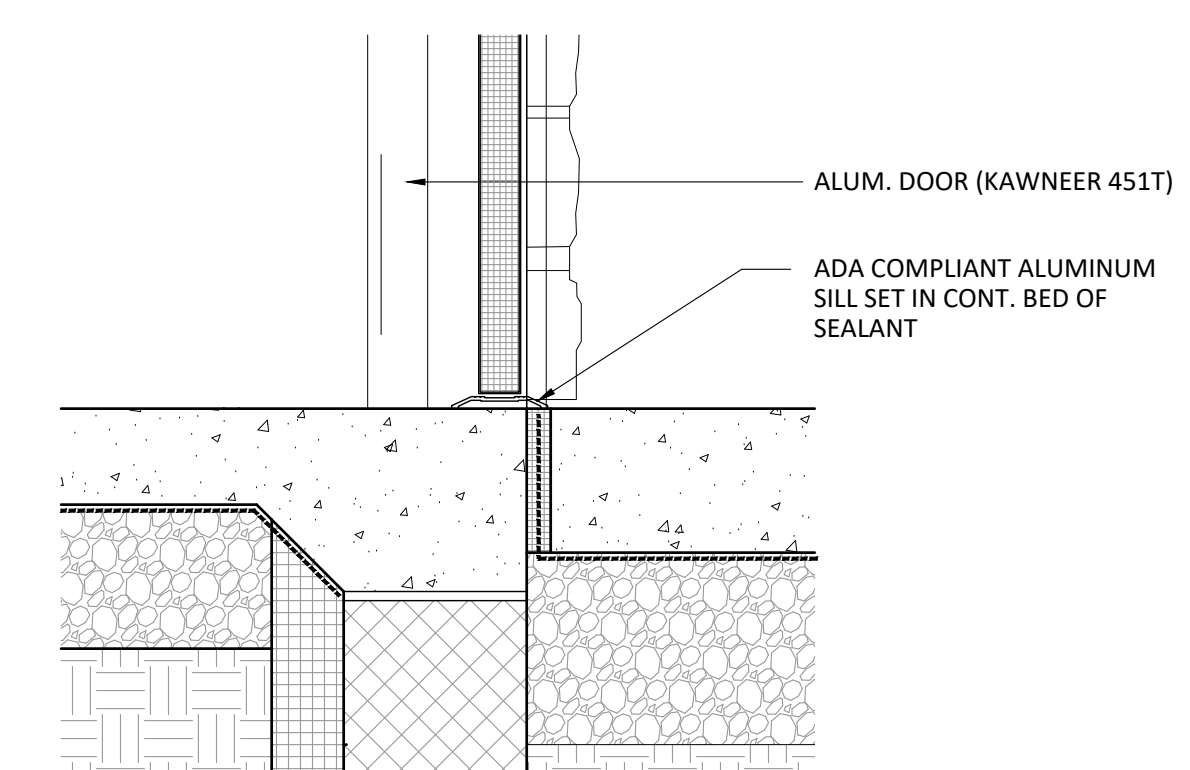 ALUM. DOOR (KAWNEER 451T)
ADA COMPLIANT ALUMINUM
SILL SET IN CONT. BED OF
SEALANT